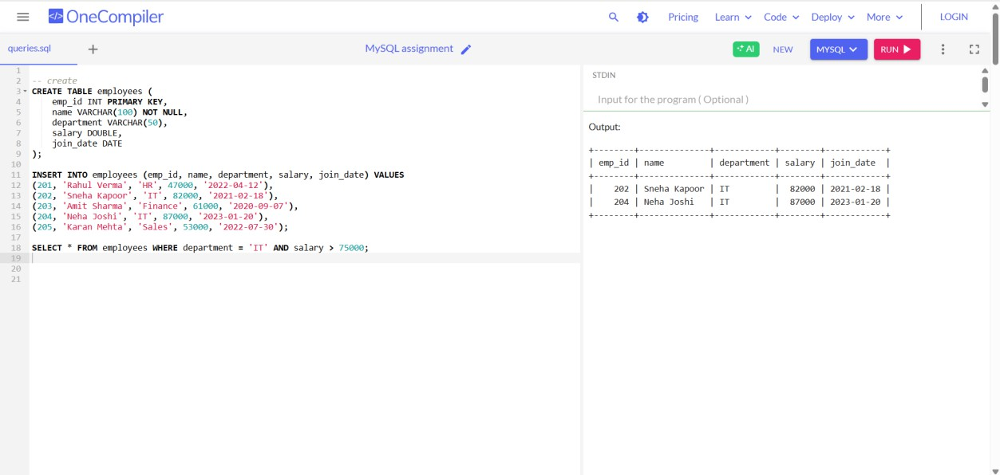 </> OneCompiler
Pricing Learn Code Deploy More LOGIN
queries.sql + MySQL assignment AI NEW MYSQL RUN
1
2 -- create
3 CREATE TABLE employees (
4 emp_id INT PRIMARY KEY,
5 name VARCHAR(100) NOT NULL,
6 department VARCHAR(50),
7 salary DOUBLE,
8 join_date DATE
9 );
10
11 INSERT INTO employees (emp_id, name, department, salary, join_date) VALUES
12 (201, 'Rahul Verma', 'HR', 47000, '2022-04-12'),
13 (202, 'Sneha Kapoor', 'IT', 82000, '2021-02-18'),
14 (203, 'Amit Sharma', 'Finance', 61000, '2020-09-07'),
15 (204, 'Neha Joshi', 'IT', 87000, '2023-01-20'),
16 (205, 'Karan Mehta', 'Sales', 53000, '2022-07-30');
17
18 SELECT * FROM employees WHERE department = 'IT' AND salary > 75000;
19
20
21
STDIN
Input for the program ( Optional )
Output:
+--------+--------------+------------+--------+------------+
| emp_id | name         | department | salary | join_date  |
+--------+--------------+------------+--------+------------+
|    202 | Sneha Kapoor | IT         |  82000 | 2021-02-18 |
|    204 | Neha Joshi   | IT         |  87000 | 2023-01-20 |
+--------+--------------+------------+--------+------------+